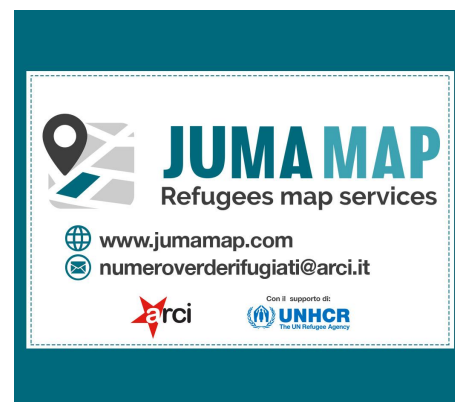 JUMA MAP
Refugees map services
www.jumamap.com
numeroverderifugiati@arci.it
arci
Con il supporto di:
UNHCR
The UN Refugee Agency